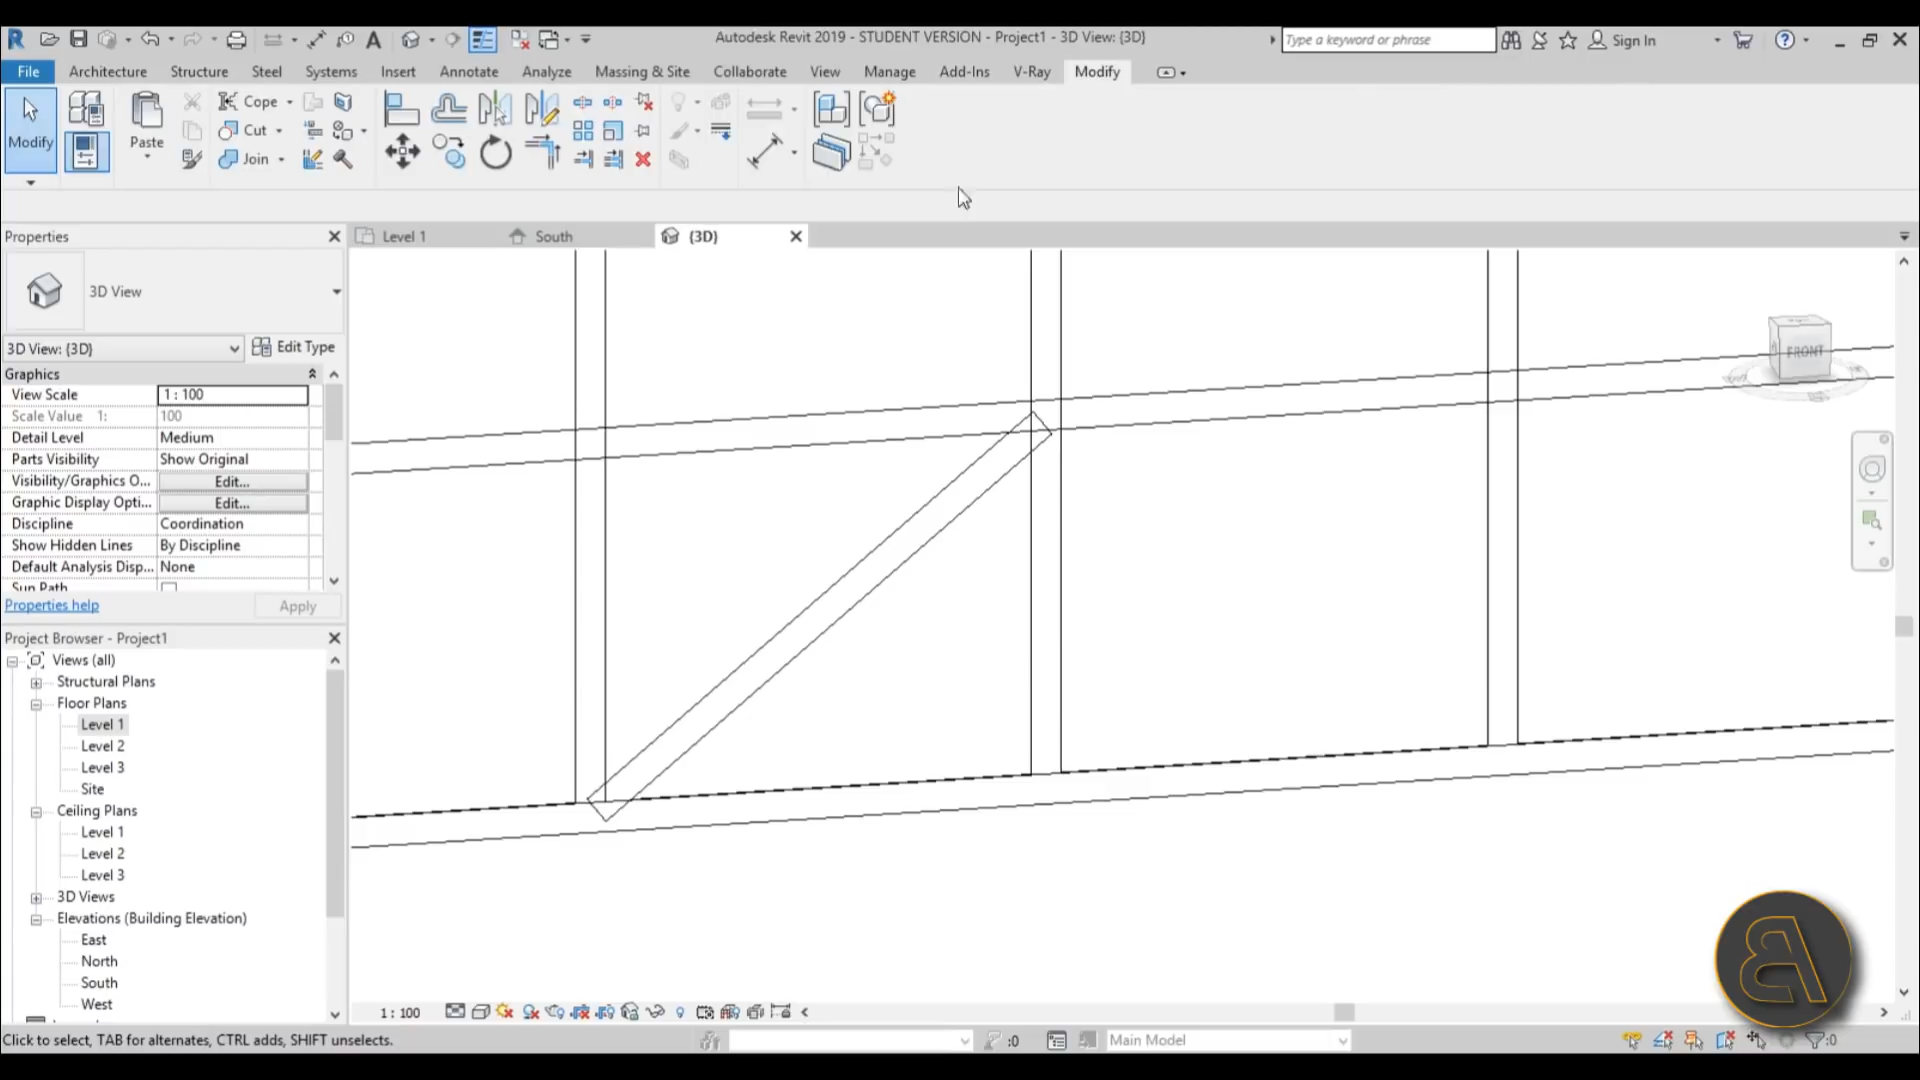 Autodesk Revit 2019 - STUDENT VERSION - Project1 - 3D View: {3D}
Type a keyword or phrase
Sign In
File Architecture Structure Steel Systems Insert Annotate Analyze Massing & Site Collaborate View Manage Add-Ins V-Ray Modify
Modify
Paste
Cope
Cut
Join
Properties
Level 1
South
{3D}
3D View
3D View: {3D}
Edit Type
Graphics
View Scale 1 : 100
Scale Value 1: 100
Detail Level Medium
Parts Visibility Show Original
Visibility/Graphics O... Edit...
Graphic Display Opti... Edit...
Discipline Coordination
Show Hidden Lines By Discipline
Default Analysis Disp... None
Sun Path
Properties help
Apply
FRONT
Project Browser - Project1
Views (all)
Structural Plans
Floor Plans
Level 1
Level 2
Level 3
Site
Ceiling Plans
Level 1
Level 2
Level 3
3D Views
Elevations (Building Elevation)
East
North
South
West
1 : 100
Click to select, TAB for alternates, CTRL adds, SHIFT unselects.
:0
Main Model
:0